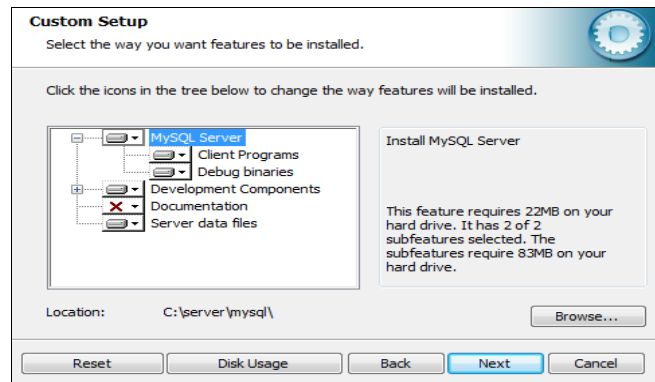 Custom Setup
Select the way you want features to be installed.
Click the icons in the tree below to change the way features will be installed.
MySQL Server
Client Programs
Debug binaries
Development Components
Documentation
Server data files
Install MySQL Server
This feature requires 22MB on your
hard drive. It has 2 of 2
subfeatures selected. The
subfeatures require 83MB on your
hard drive.
Location: C:\server\mysql\
Browse...
Reset Disk Usage Back Next Cancel